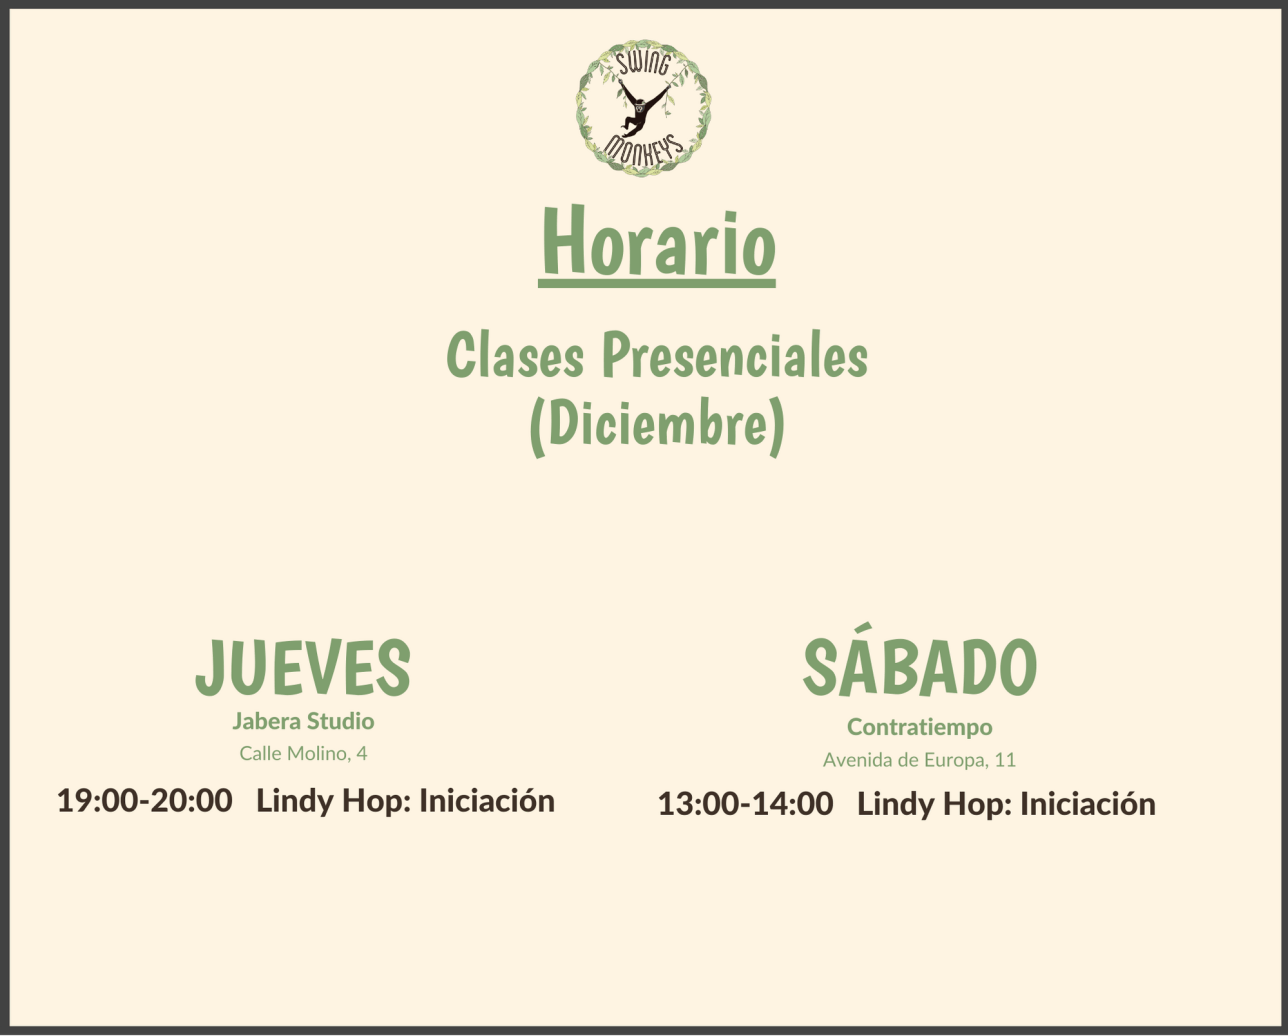 SWING
MONKEYS
Horario
Clases Presenciales
(Diciembre)
JUEVES
Jabera Studio
Calle Molino, 4
19:00-20:00 Lindy Hop: Iniciación
SÁBADO
Contratiempo
Avenida de Europa, 11
13:00-14:00 Lindy Hop: Iniciación